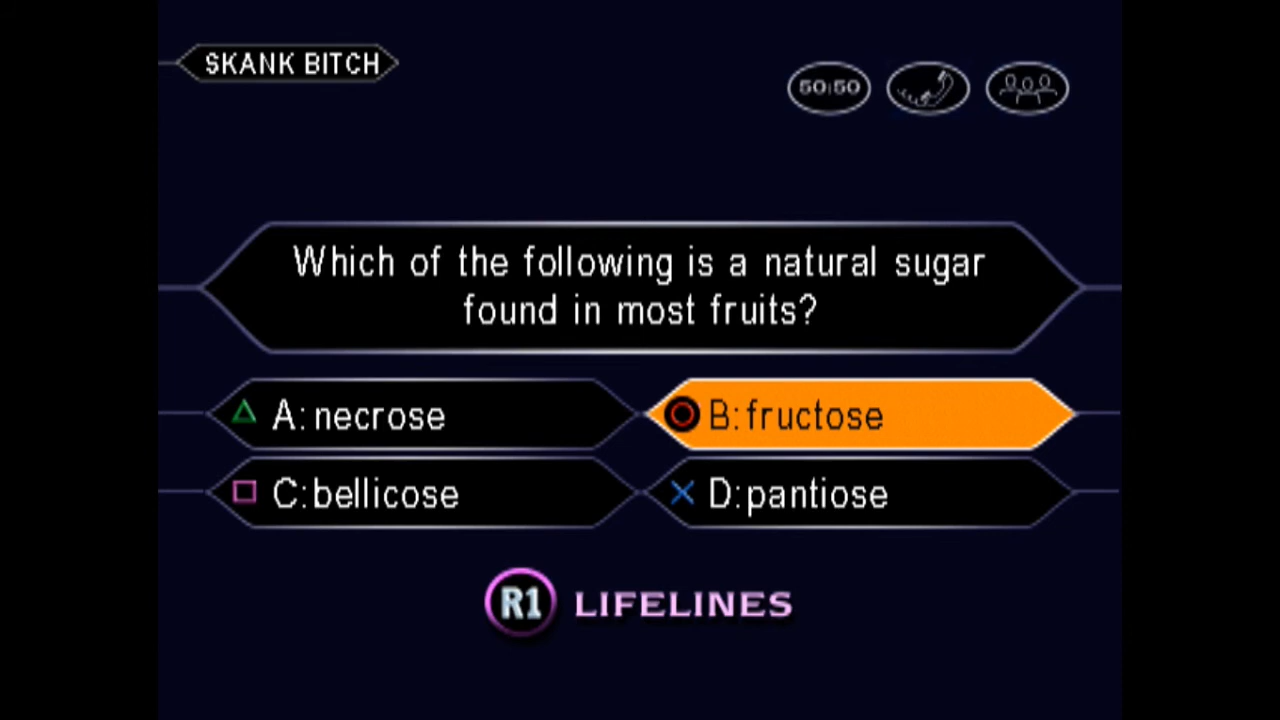 SKANK BITCH
50:50
Which of the following is a natural sugar
found in most fruits?
A: necrose
B: fructose
C: bellicose
D: pantiose
R1 LIFELINES